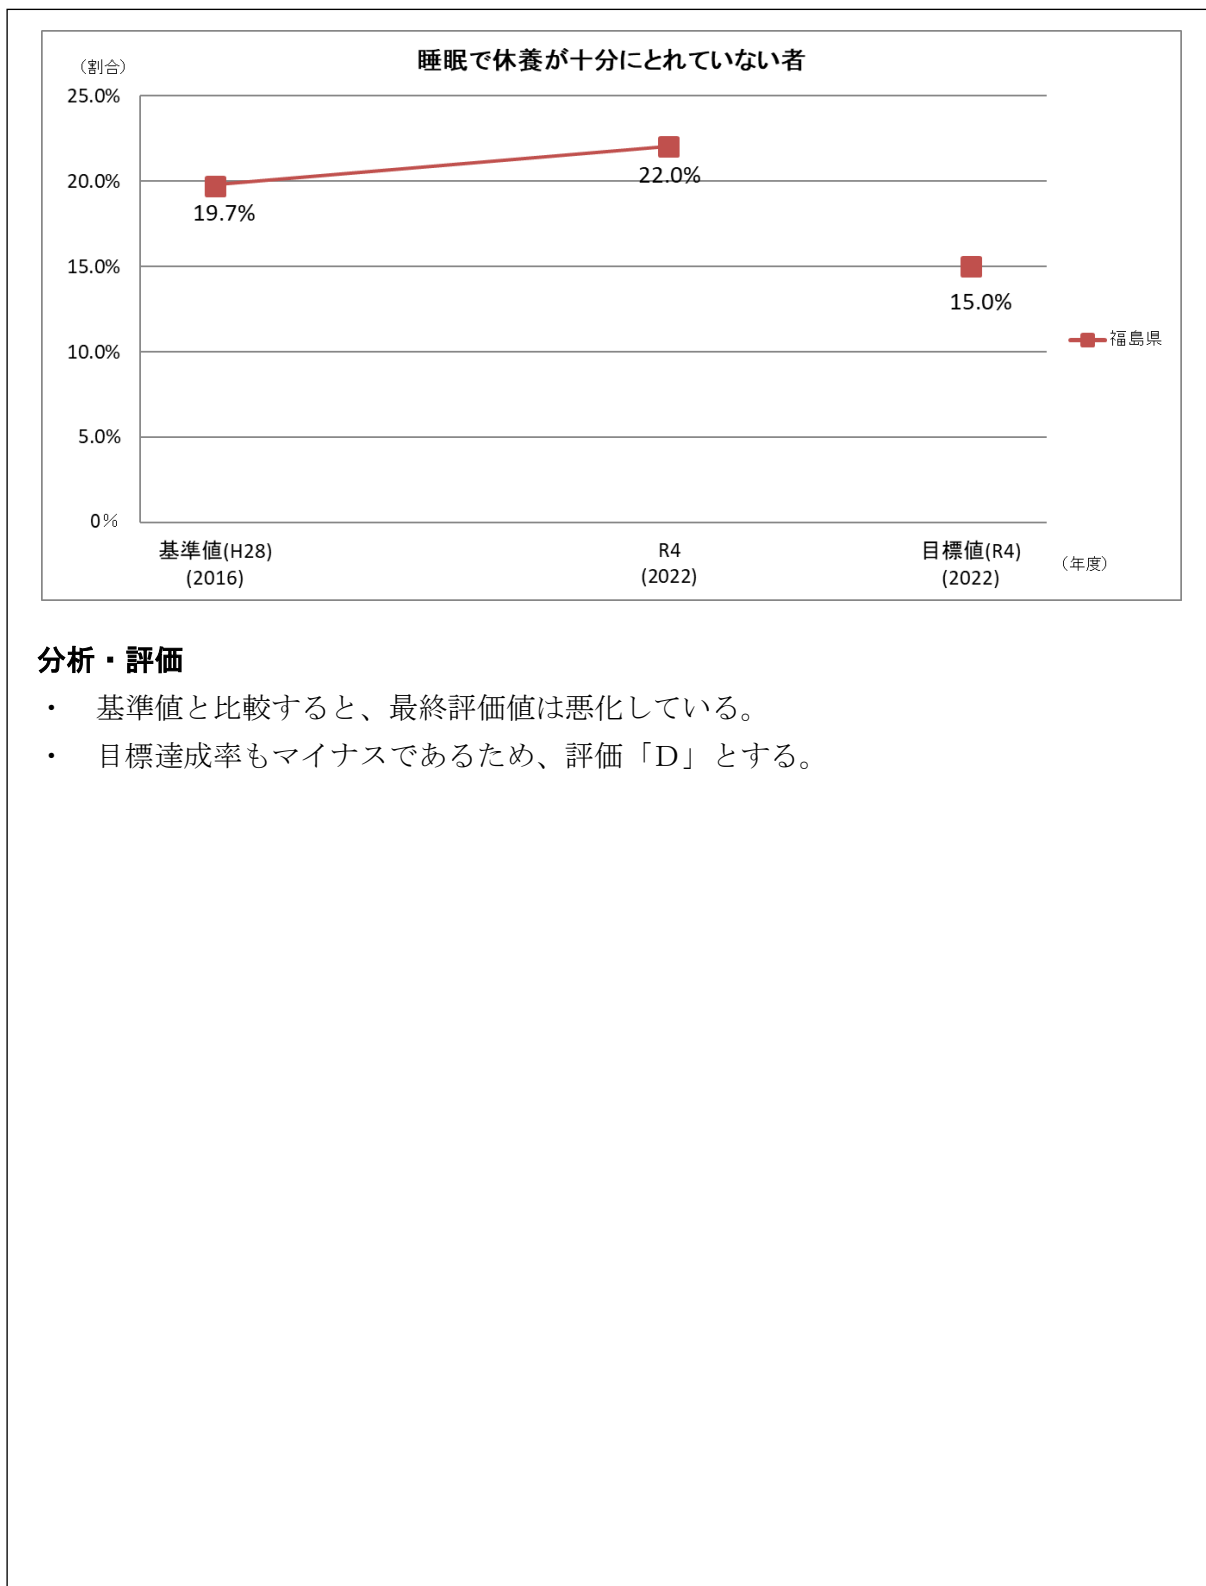 睡眠で休養が十分にとれていない者
（割合）
25.0%
20.0%
15.0%
10.0%
5.0%
0％
19.7%
22.0%
15.0%
福島県
基準値(H28)
(2016)
R4
(2022)
目標値(R4)
(2022)
（年度）
分析・評価
・ 基準値と比較すると、最終評価値は悪化している。
・ 目標達成率もマイナスであるため、評価「Ｄ」とする。